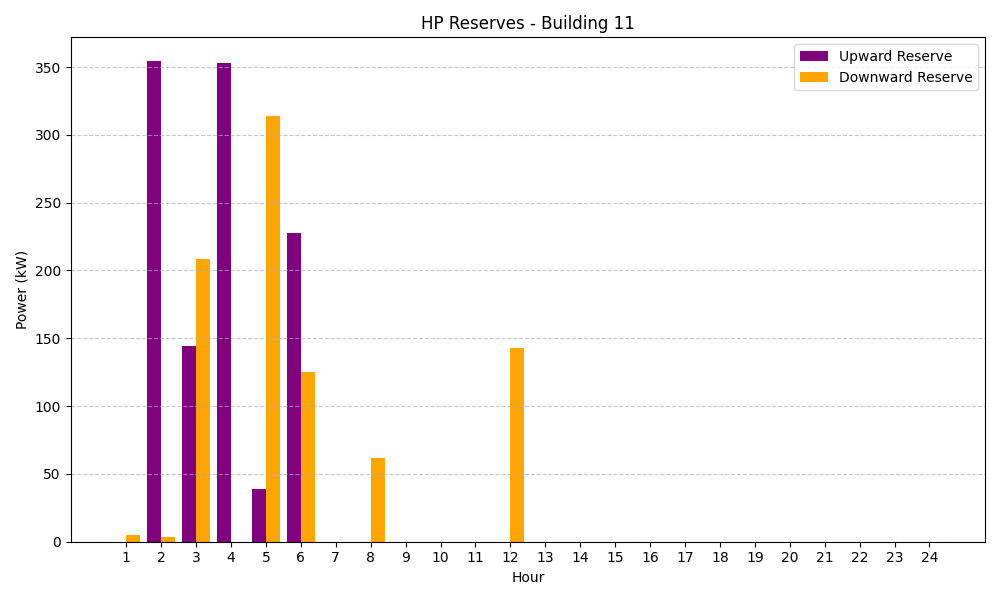 HP Reserves - Building 11
Upward Reserve
Downward Reserve
Power (kW)
350
300
250
200
150
100
50
0
1 2 3 4 5 6 7 8 9 10 11 12 13 14 15 16 17 18 19 20 21 22 23 24
Hour